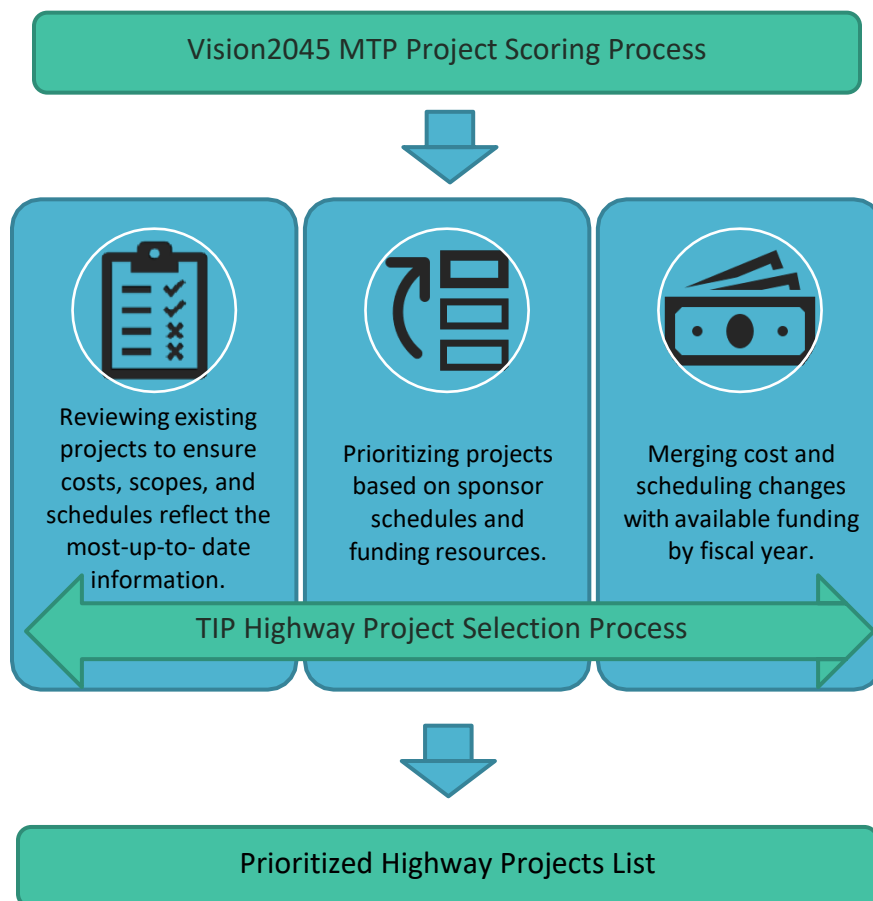 Vision2045 MTP Project Scoring Process
Reviewing existing
projects to ensure
costs, scopes, and
schedules reflect the
most-up-to- date
information.
Prioritizing projects
based on sponsor
schedules and
funding resources.
Merging cost and
scheduling changes
with available funding
by fiscal year.
TIP Highway Project Selection Process
Prioritized Highway Projects List